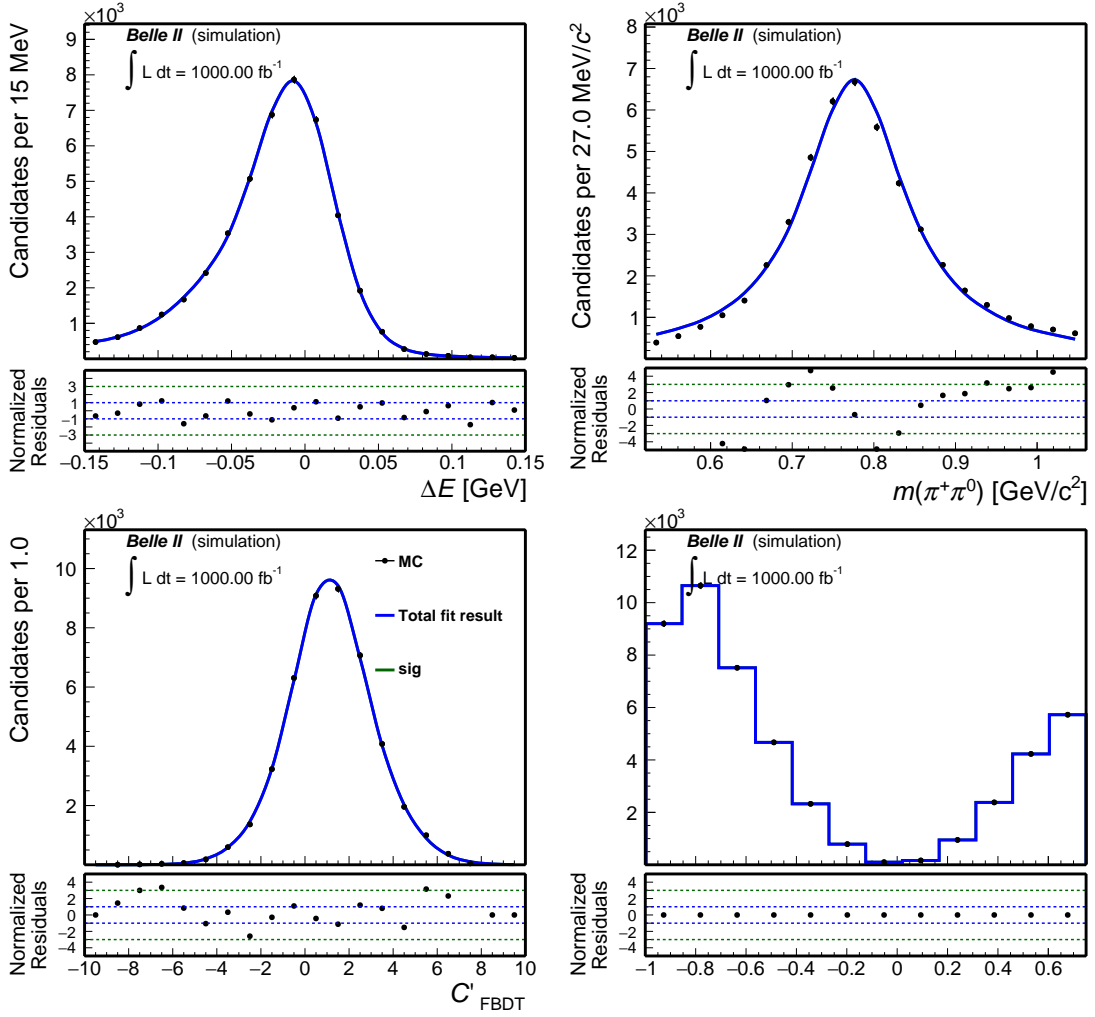 ×10³
Candidates per 15 MeV
Belle II (simulation)
∫ L dt = 1000.00 fb⁻¹
9
8
7
6
5
4
3
2
1
Normalized
Residuals
3
1
−1
−3
−0.15 −0.1 −0.05 0 0.05 0.1 0.15
ΔE [GeV]
×10³
Candidates per 27.0 MeV/c²
Belle II (simulation)
∫ L dt = 1000.00 fb⁻¹
8
7
6
5
4
3
2
1
Normalized
Residuals
4
3
2
1
0
−1
−2
−3
−4
0.6 0.7 0.8 0.9 1
m(π⁺π⁰) [GeV/c²]
×10³
Candidates per 1.0
Belle II (simulation)
∫ L dt = 1000.00 fb⁻¹
MC
Total fit result
sig
10
8
6
4
2
Normalized
Residuals
4
2
0
−2
−4
−10 −8 −6 −4 −2 0 2 4 6 8 10
C'FBDT
×10³
Belle II (simulation)
∫ L dt = 1000.00 fb⁻¹
12
10
8
6
4
2
Normalized
Residuals
4
2
0
−2
−4
−1 −0.8 −0.6 −0.4 −0.2 0 0.2 0.4 0.6